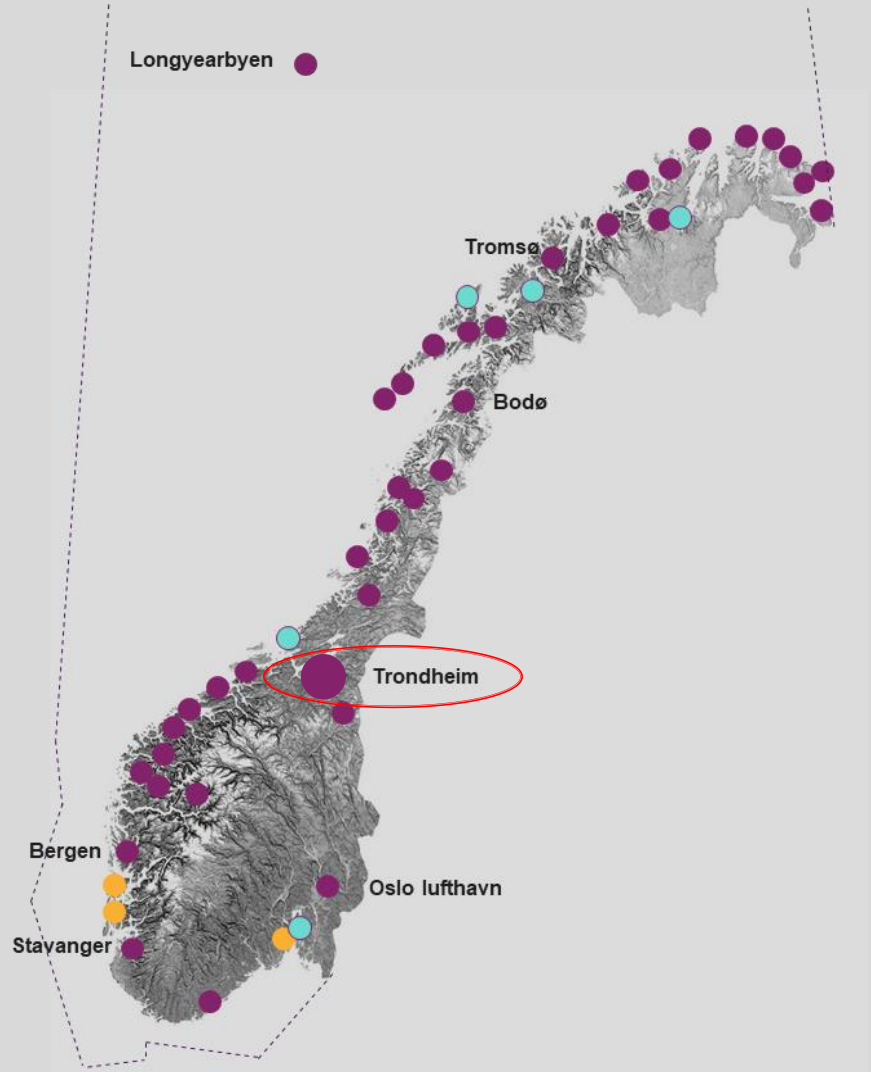 Longyearbyen
Tromsø
Bodø
Trondheim
Bergen
Oslo lufthavn
Stavanger